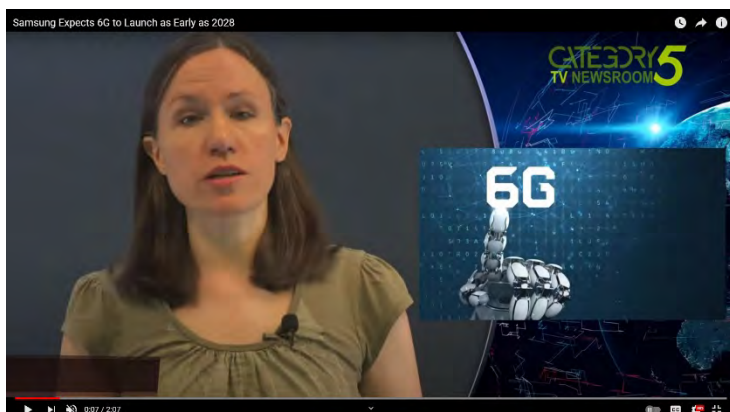 Samsung Expects 6G to Launch as Early as 2028
CATEGORY5
TV NEWSROOM
6G
0:07 / 2:07